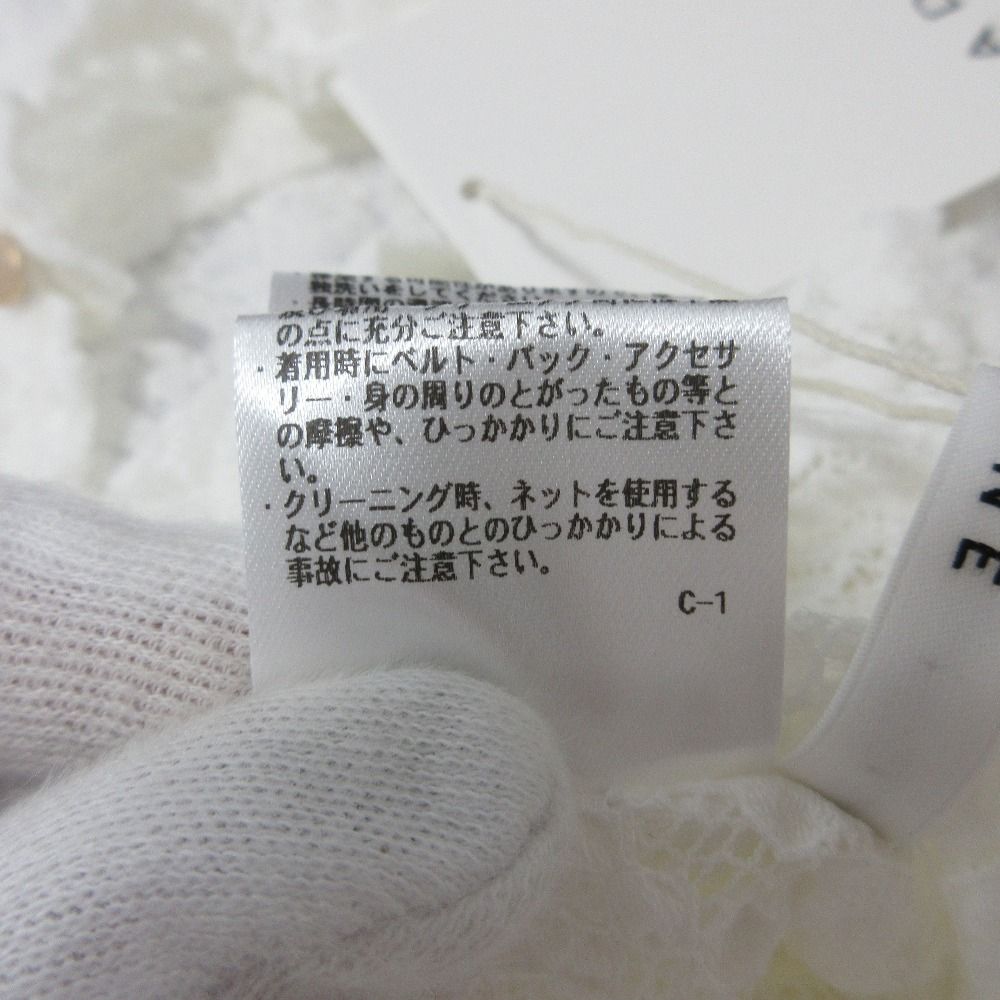 の点に充分ご注意下さい。
・着用時にベルト・バック・アクセサ
リー・身の周りのとがったもの等と
の摩擦や、ひっかかりにご注意下さ
い。
・クリーニング時、ネットを使用する
など他のものとのひっかかりによる
事故にご注意下さい。
C-1